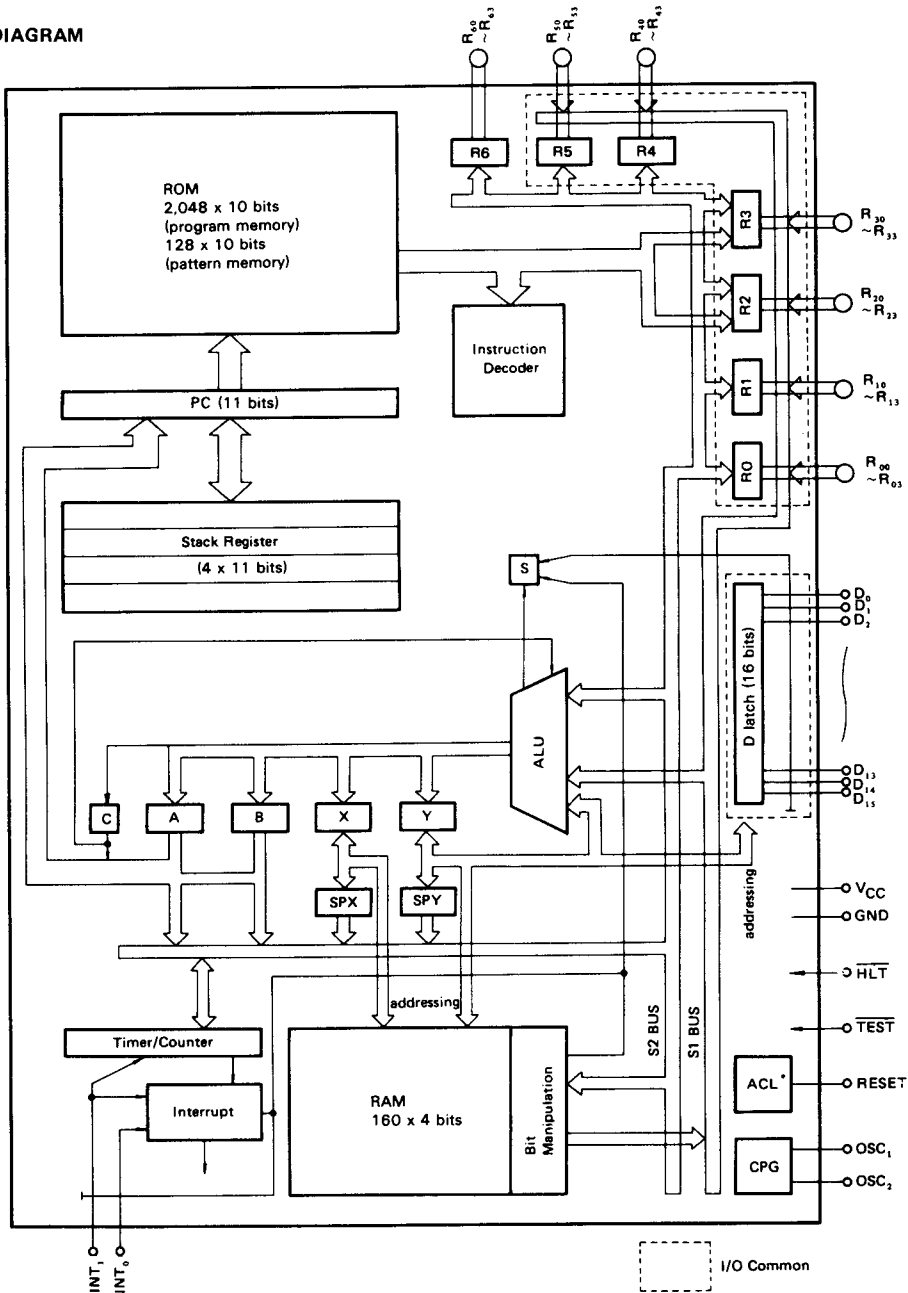 DIAGRAM
R₆₀
~R₆₃
R₅₀
~R₅₃
R₄₀
~R₄₃
R6
R5
R4
ROM
2,048 x 10 bits
(program memory)
128 x 10 bits
(pattern memory)
R3
R₃₀
~R₃₃
R2
R₂₀
~R₂₃
Instruction
Decoder
R1
R₁₀
~R₁₃
PC (11 bits)
R0
R₀₀
~R₀₃
Stack Register
(4 x 11 bits)
S
D₀
D₁
D₂
D latch (16 bits)
ALU
D₁₃
D₁₄
D₁₅
C
A
B
X
Y
SPX
SPY
addressing
V_CC
GND
HLT
addressing
TEST
Timer/Counter
S2 BUS
S1 BUS
Interrupt
RAM
160 x 4 bits
Bit
Manipulation
ACL*
RESET
CPG
OSC₁
OSC₂
INT₁
INT₀
I/O Common